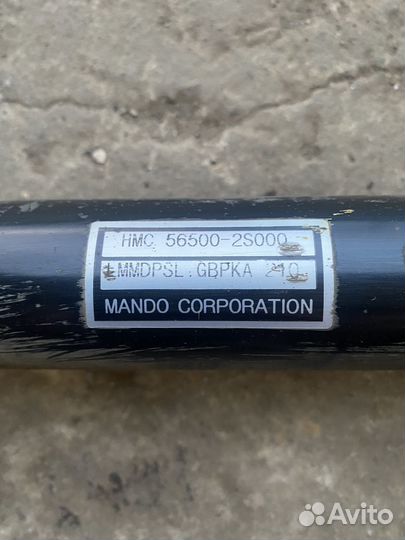 HMC 56500-2S000
MMDPSL GBPKA
MANDO CORPORATION
Avito